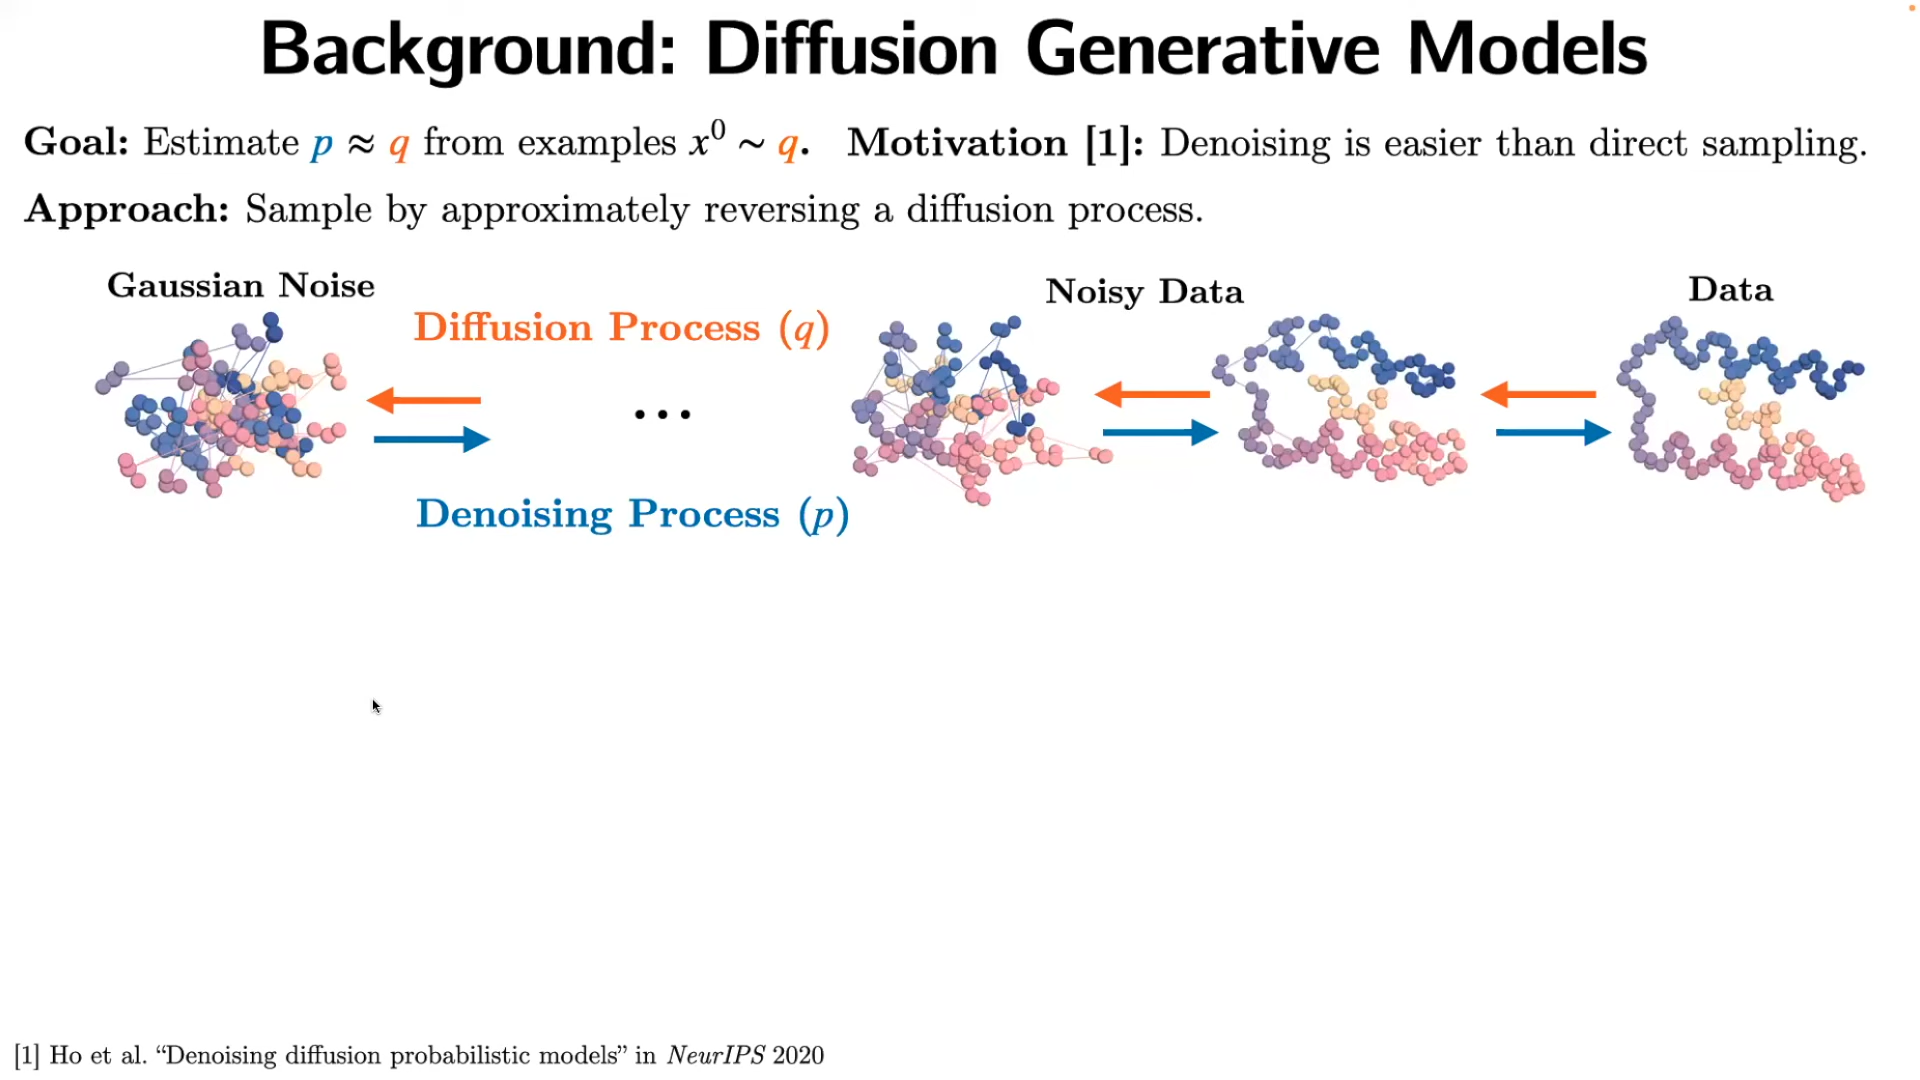 Background: Diffusion Generative Models
Goal: Estimate p ≈ q from examples x⁰ ∼ q. Motivation [1]: Denoising is easier than direct sampling.
Approach: Sample by approximately reversing a diffusion process.
Gaussian Noise
Noisy Data
Data
Diffusion Process (q)
...
Denoising Process (p)
[1] Ho et al. “Denoising diffusion probabilistic models” in NeurIPS 2020